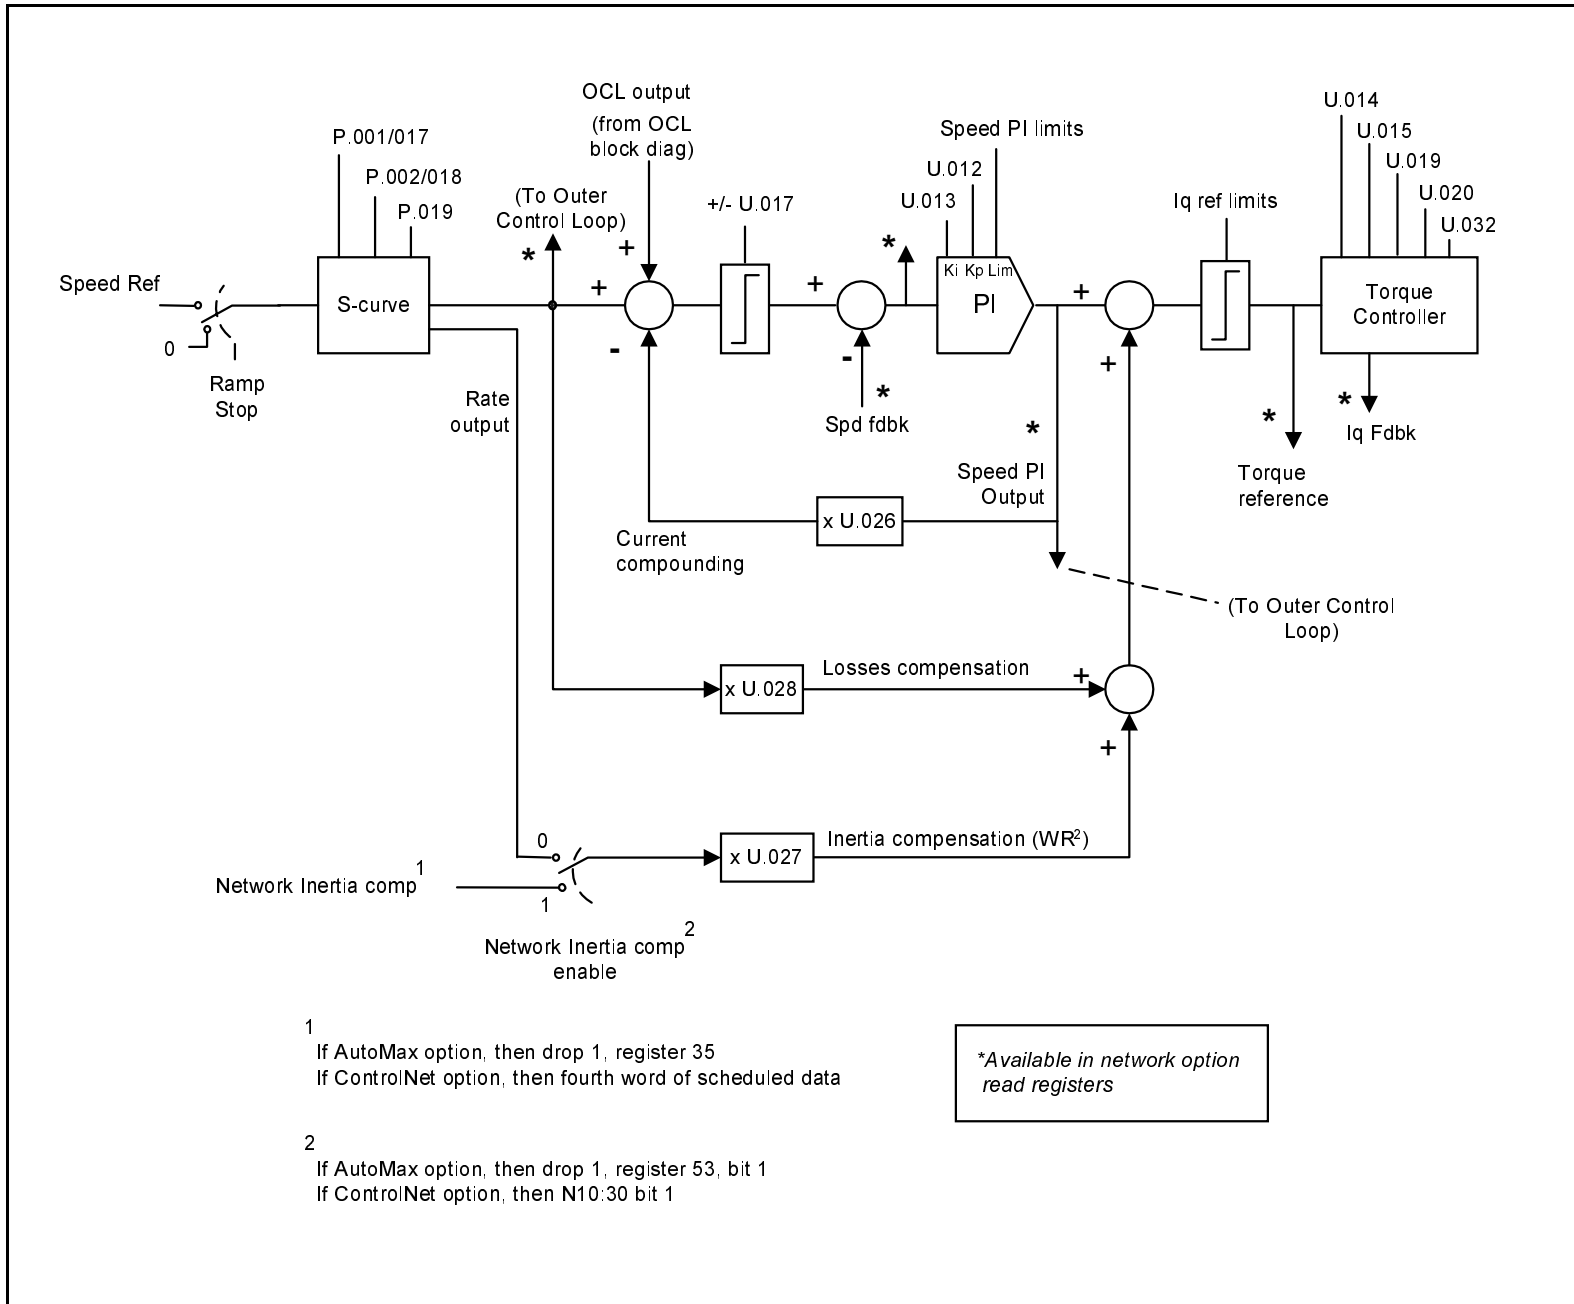 OCL output
(from OCL
block diag)
P.001/017
P.002/018
P.019
(To Outer
Control Loop)
*
+
+
-
+/- U.017
Speed PI limits
U.012
U.013
*
+
-
Ki Kp Lim
PI
*
Spd fdbk
+
+
Iq ref limits
U.014
U.015
U.019
U.020
U.032
Torque
Controller
Speed Ref
0
Ramp
Stop
S-curve
Rate
output
*
Speed PI
Output
*
Torque
reference
*
Iq Fdbk
x U.026
Current
compounding
(To Outer Control
Loop)
x U.028
Losses compensation
+
+
0
x U.027
Inertia compensation (WR²)
Network Inertia comp 1
1
Network Inertia comp 2
enable
1
If AutoMax option, then drop 1, register 35
If ControlNet option, then fourth word of scheduled data
*Available in network option
read registers
2
If AutoMax option, then drop 1, register 53, bit 1
If ControlNet option, then N10:30 bit 1